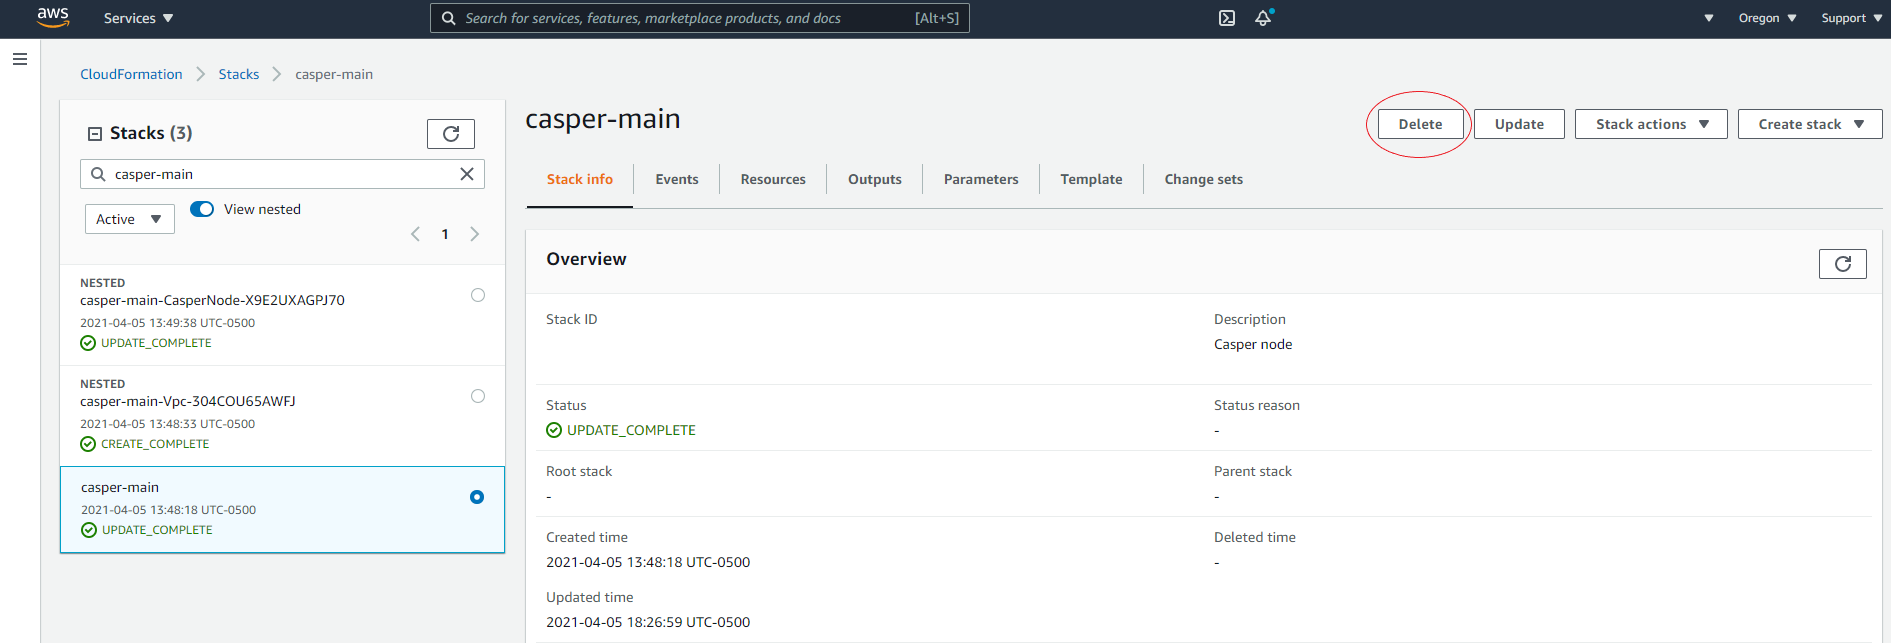 aws Services Search for services, features, marketplace products, and docs [Alt+S] Oregon Support
CloudFormation Stacks casper-main
Stacks (3)
casper-main
Active View nested
1
NESTED
casper-main-CasperNode-X9E2UXAGPJ70
2021-04-05 13:49:38 UTC-0500
UPDATE_COMPLETE
NESTED
casper-main-Vpc-304COU65AWFJ
2021-04-05 13:48:33 UTC-0500
CREATE_COMPLETE
casper-main
2021-04-05 13:48:18 UTC-0500
UPDATE_COMPLETE
casper-main
Delete Update Stack actions Create stack
Stack info Events Resources Outputs Parameters Template Change sets
Overview
Stack ID Description
Casper node
Status Status reason
UPDATE_COMPLETE -
Root stack Parent stack
- -
Created time Deleted time
2021-04-05 13:48:18 UTC-0500 -
Updated time
2021-04-05 18:26:59 UTC-0500